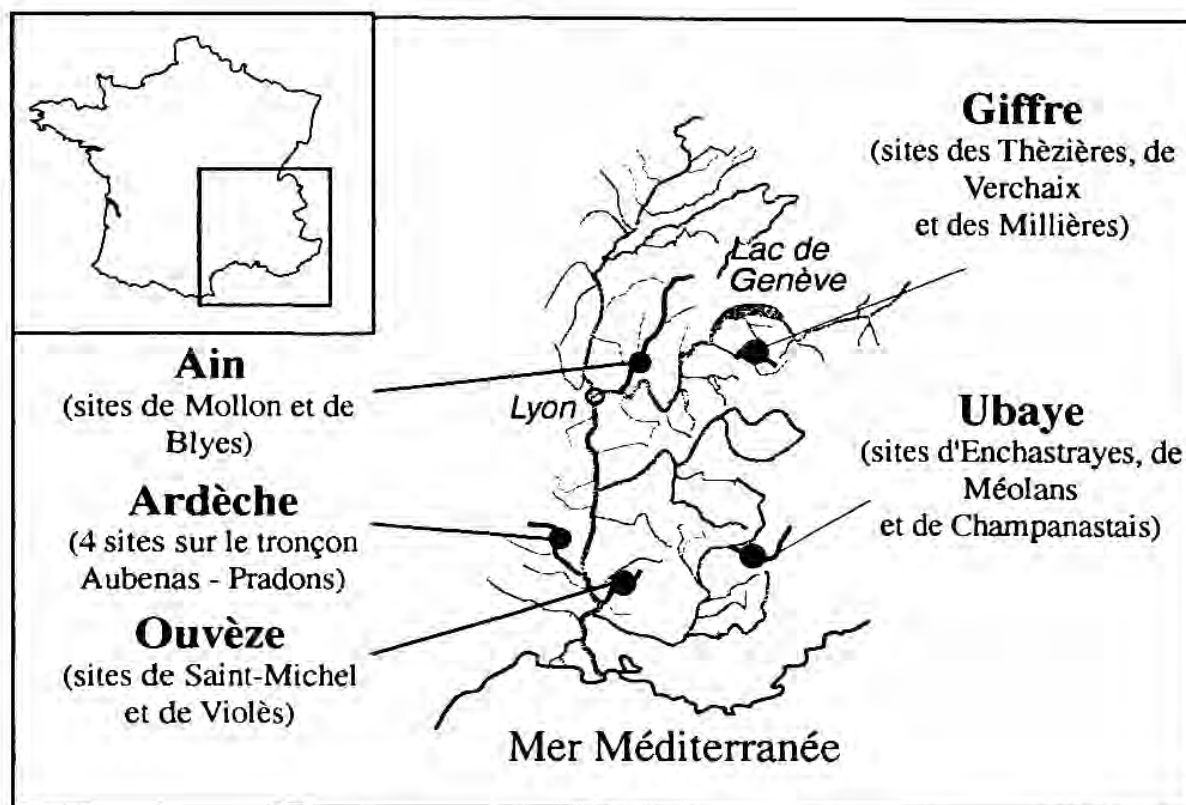 Giffre
(sites des Thèzières, de
Verchaix
et des Millières)
Lac de
Genève
Ain
(sites de Mollon et de
Blyes)
Lyon
Ubaye
(sites d'Enchastrayes, de
Méolans
et de Champanastais)
Ardèche
(4 sites sur le tronçon
Aubenas - Pradons)
Ouvèze
(sites de Saint-Michel
et de Violès)
Mer Méditerranée